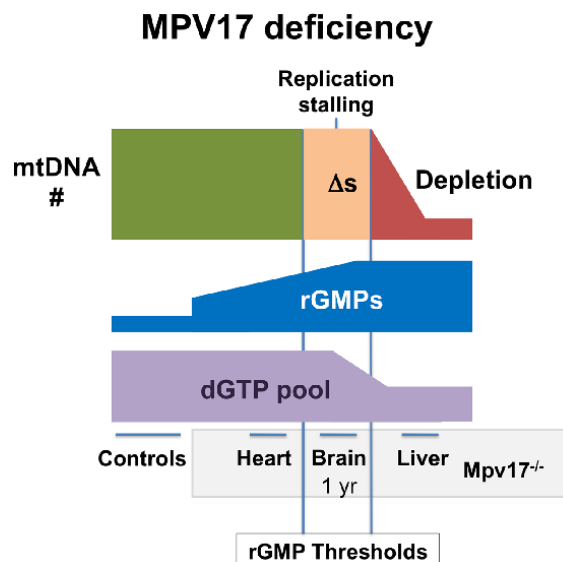 MPV17 deficiency
Replication
stalling
mtDNA
#
Δs
Depletion
rGMPs
dGTP pool
Controls
Heart
Brain
1 yr
Liver
Mpv17-/-
rGMP Thresholds